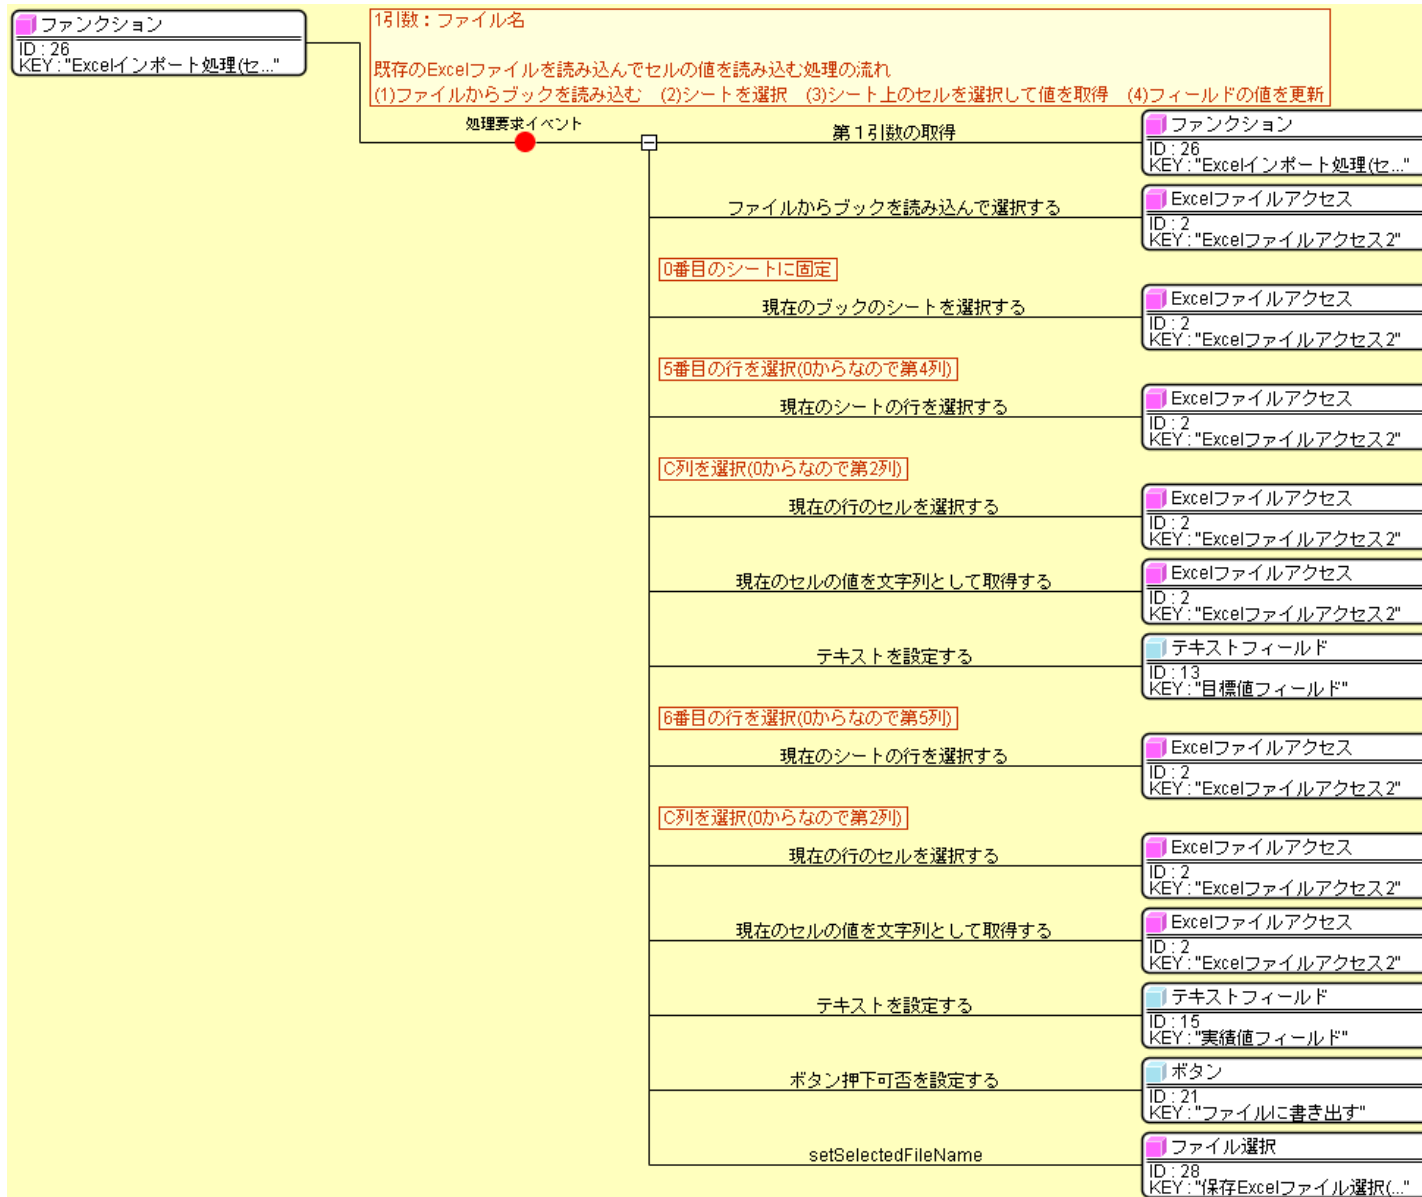 ファンクション
ID : 26
KEY : "Excelインポート処理(セ..."
1引数：ファイル名
既存のExcelファイルを読み込んでセルの値を読み込む処理の流れ
(1)ファイルからブックを読み込む　(2)シートを選択　(3)シート上のセルを選択して値を取得　(4)フィールドの値を更新
処理要求イベント
第１引数の取得
ファンクション
ID : 26
KEY : "Excelインポート処理(セ..."
ファイルからブックを読み込んで選択する
Excelファイルアクセス
ID : 2
KEY : "Excelファイルアクセス2"
0番目のシートに固定
現在のブックのシートを選択する
Excelファイルアクセス
ID : 2
KEY : "Excelファイルアクセス2"
5番目の行を選択(0からなので第4列)
現在のシートの行を選択する
Excelファイルアクセス
ID : 2
KEY : "Excelファイルアクセス2"
C列を選択(0からなので第2列)
現在の行のセルを選択する
Excelファイルアクセス
ID : 2
KEY : "Excelファイルアクセス2"
現在のセルの値を文字列として取得する
Excelファイルアクセス
ID : 2
KEY : "Excelファイルアクセス2"
テキストを設定する
テキストフィールド
ID : 13
KEY : "目標値フィールド"
6番目の行を選択(0からなので第5列)
現在のシートの行を選択する
Excelファイルアクセス
ID : 2
KEY : "Excelファイルアクセス2"
C列を選択(0からなので第2列)
現在の行のセルを選択する
Excelファイルアクセス
ID : 2
KEY : "Excelファイルアクセス2"
現在のセルの値を文字列として取得する
Excelファイルアクセス
ID : 2
KEY : "Excelファイルアクセス2"
テキストを設定する
テキストフィールド
ID : 15
KEY : "実績値フィールド"
ボタン押下可否を設定する
ボタン
ID : 21
KEY : "ファイルに書き出す"
setSelectedFileName
ファイル選択
ID : 28
KEY : "保存Excelファイル選択(..."